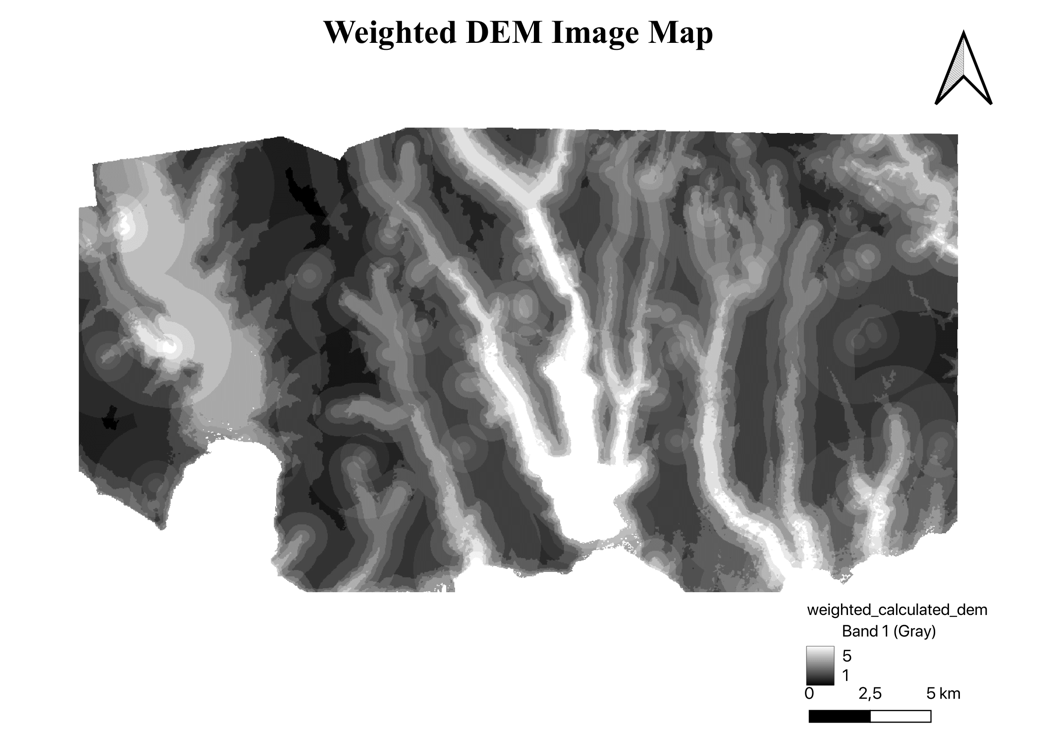 Weighted DEM Image Map
weighted_calculated_dem
Band 1 (Gray)
5
1
0 2,5 5 km